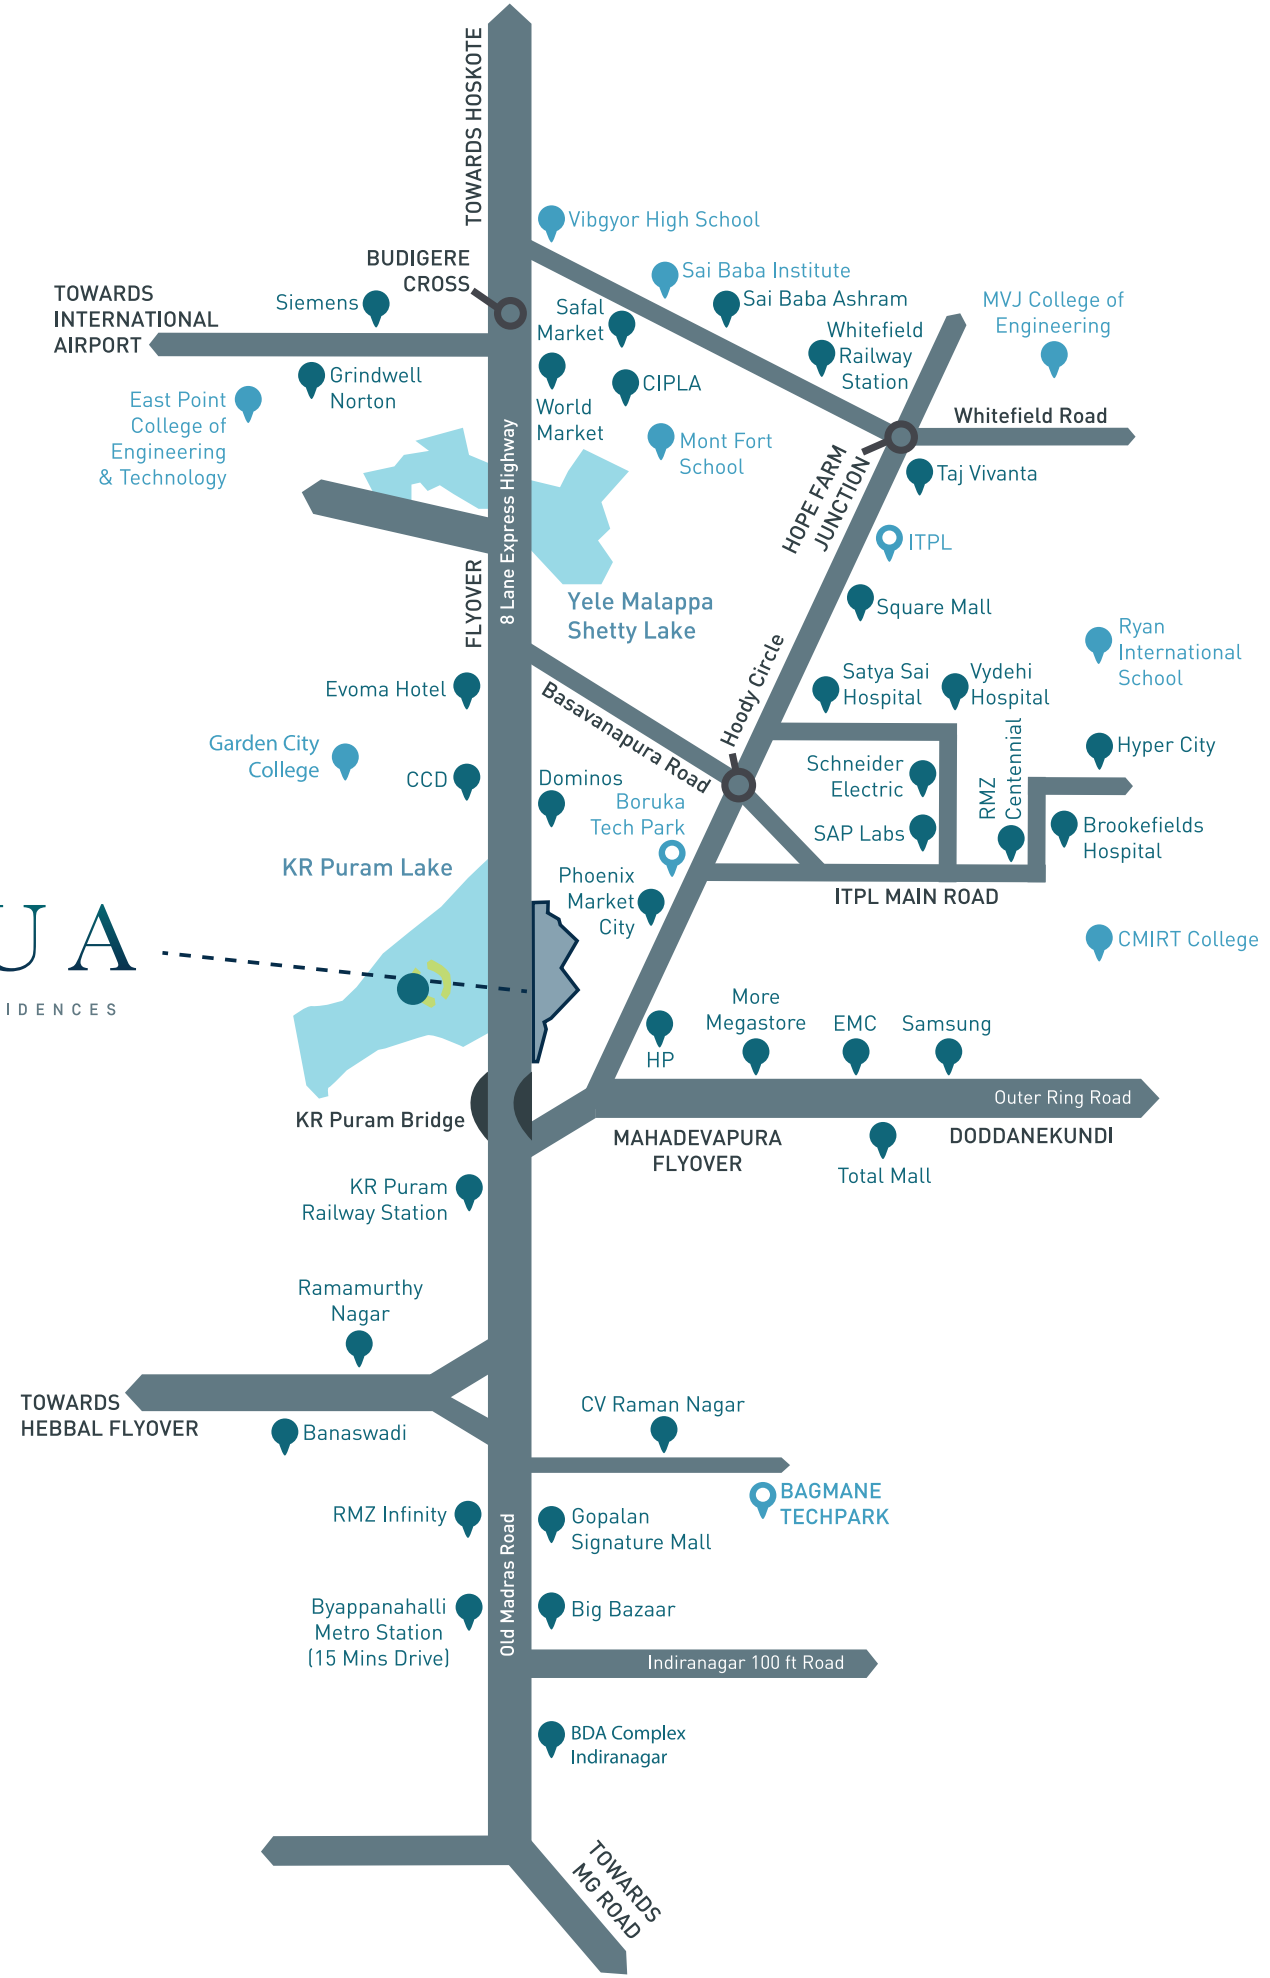 TOWARDS HOSKOTE
Vibgyor High School
BUDIGERE
CROSS
Sai Baba Institute
Sai Baba Ashram
TOWARDS
INTERNATIONAL
AIRPORT
Siemens
Safal
Market
Whitefield
Railway
Station
MVJ College of
Engineering
Grindwell
Norton
World
Market
CIPLA
East Point
College of
Engineering
& Technology
Mont Fort
School
Whitefield Road
HOPE FARM
JUNCTION
Taj Vivanta
8 Lane Express Highway
ITPL
FLYOVER
Yele Malappa
Shetty Lake
Square Mall
Ryan
International
School
Evoma Hotel
Basavanapura Road
Hoody Circle
Satya Sai
Hospital
Vydehi
Hospital
Garden City
College
CCD
Dominos
Boruka
Tech Park
Schneider
Electric
SAP Labs
RMZ
Centennial
Hyper City
Brookefields
Hospital
KR Puram Lake
Phoenix
Market
City
ITPL MAIN ROAD
UA
IDENCES
CMIRT College
HP
More
Megastore
EMC
Samsung
Outer Ring Road
KR Puram Bridge
MAHADEVAPURA
FLYOVER
DODDANEKUNDI
Total Mall
KR Puram
Railway Station
Ramamurthy
Nagar
TOWARDS
HEBBAL FLYOVER
Banaswadi
CV Raman Nagar
BAGMANE
TECHPARK
RMZ Infinity
Gopalan
Signature Mall
Old Madras Road
Byappanahalli
Metro Station
(15 Mins Drive)
Big Bazaar
Indiranagar 100 ft Road
BDA Complex
Indiranagar
TOWARDS
MG ROAD